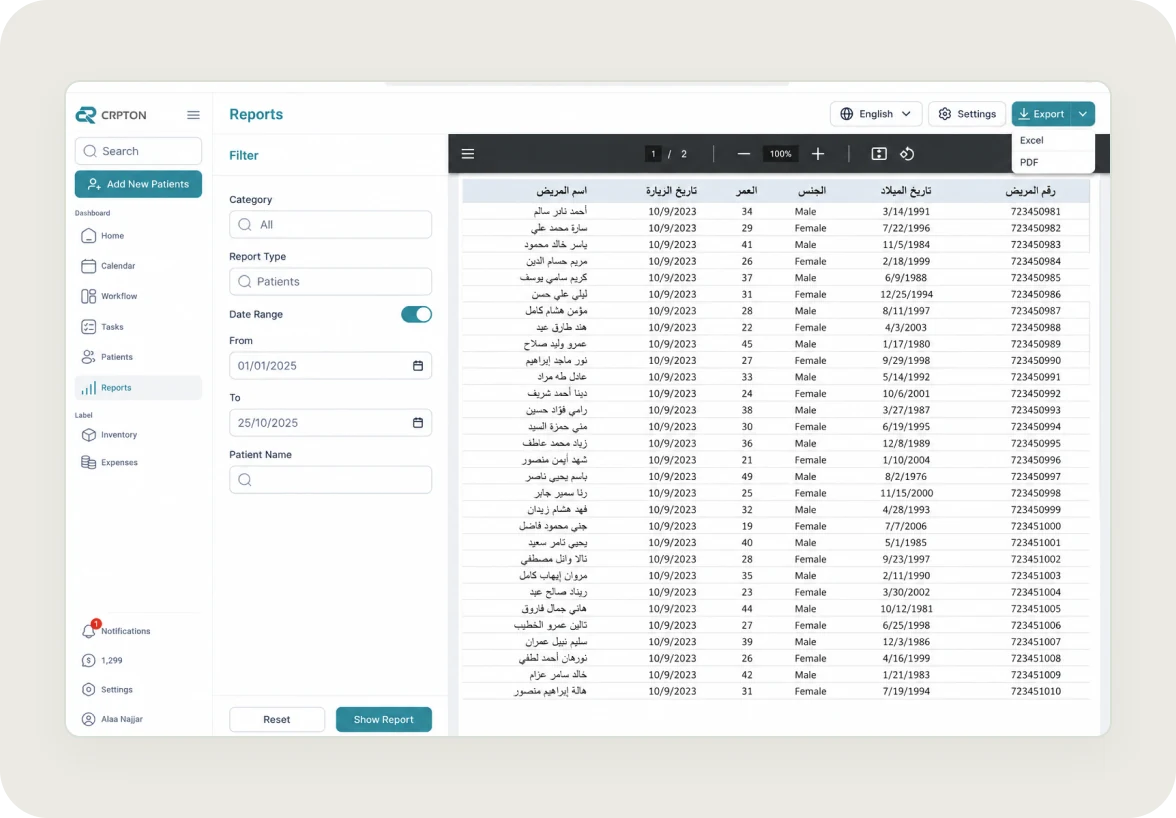 CRPTON
Search
Add New Patients
Dashboard
Home
Calendar
Workflow
Tasks
Patients
Reports
Label
Inventory
Expenses
1
Notifications
1,299
Settings
Alaa Najjar
Reports
English
Settings
Export
Excel
PDF
Filter
Category
All
Report Type
Patients
Date Range
From
01/01/2025
To
25/10/2025
Patient Name
Reset
Show Report
1 / 2
100%
رقم المريض تاريخ الميلاد الجنس العمر تاريخ الزيارة اسم المريض
أحمد نادر سالم 10/9/2023 34 Male 3/14/1991 723450981
سارة محمد علي 10/9/2023 29 Female 7/22/1996 723450982
ياسر خالد محمود 10/9/2023 41 Male 11/5/1984 723450983
مريم حسام الدين 10/9/2023 26 Female 2/18/1999 723450984
كريم سامي يوسف 10/9/2023 37 Male 6/9/1988 723450985
ليلي علي حسن 10/9/2023 31 Female 12/25/1994 723450986
مؤمن هشام كامل 10/9/2023 28 Male 8/11/1997 723450987
هند طارق عيد 10/9/2023 22 Female 4/3/2003 723450988
عمرو وليد صلاح 10/9/2023 45 Male 1/17/1980 723450989
نور ماجد إبراهيم 10/9/2023 27 Female 9/29/1998 723450990
عادل طه مراد 10/9/2023 33 Male 5/14/1992 723450991
دينا أحمد شريف 10/9/2023 24 Female 10/6/2001 723450992
رامي فؤاد حسين 10/9/2023 38 Male 3/27/1987 723450993
مني حمزة السيد 10/9/2023 30 Female 6/19/1995 723450994
زياد محمد عاطف 10/9/2023 36 Male 12/8/1989 723450995
شهد أيمن منصور 10/9/2023 21 Female 1/10/2004 723450996
باسم يحيي ناصر 10/9/2023 49 Male 8/2/1976 723450997
رنا سمير جابر 10/9/2023 25 Female 11/15/2000 723450998
فهد هشام زيدان 10/9/2023 32 Male 4/28/1993 723450999
جني محمود فاضل 10/9/2023 19 Female 7/7/2006 723451000
يحيي تامر سعيد 10/9/2023 40 Male 5/1/1985 723451001
تالا وائل مصطفي 10/9/2023 28 Female 9/23/1997 723451002
مروان إيهاب كامل 10/9/2023 35 Male 2/11/1990 723451003
ريناد صالح عيد 10/9/2023 23 Female 3/30/2002 723451004
هاني جمال فاروق 10/9/2023 44 Male 10/12/1981 723451005
تالين عمرو الخطيب 10/9/2023 27 Female 6/25/1998 723451006
سليم نبيل عمران 10/9/2023 39 Male 12/3/1986 723451007
نورهان أحمد لطفي 10/9/2023 26 Female 4/16/1999 723451008
خالد سامر عزام 10/9/2023 42 Male 1/21/1983 723451009
هالة إبراهيم منصور 10/9/2023 31 Female 7/19/1994 723451010